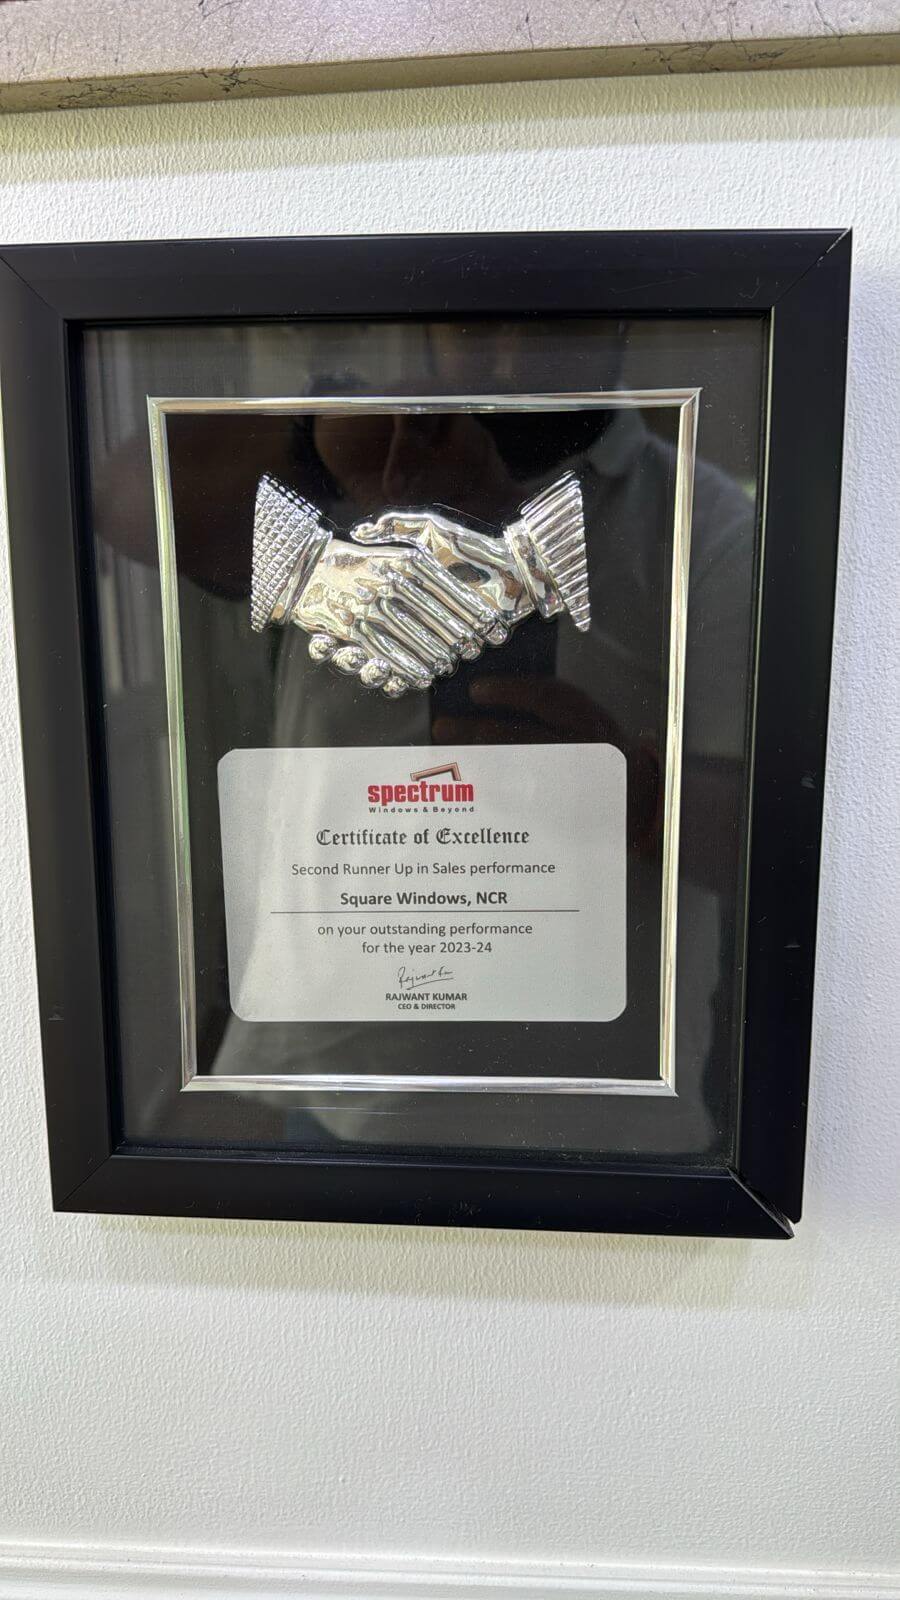 spectrum
Windows & Beyond
Certificate of Excellence
Second Runner Up in Sales performance
Square Windows, NCR
on your outstanding performance
for the year 2023-24
RAJWANT KUMAR
CEO & DIRECTOR